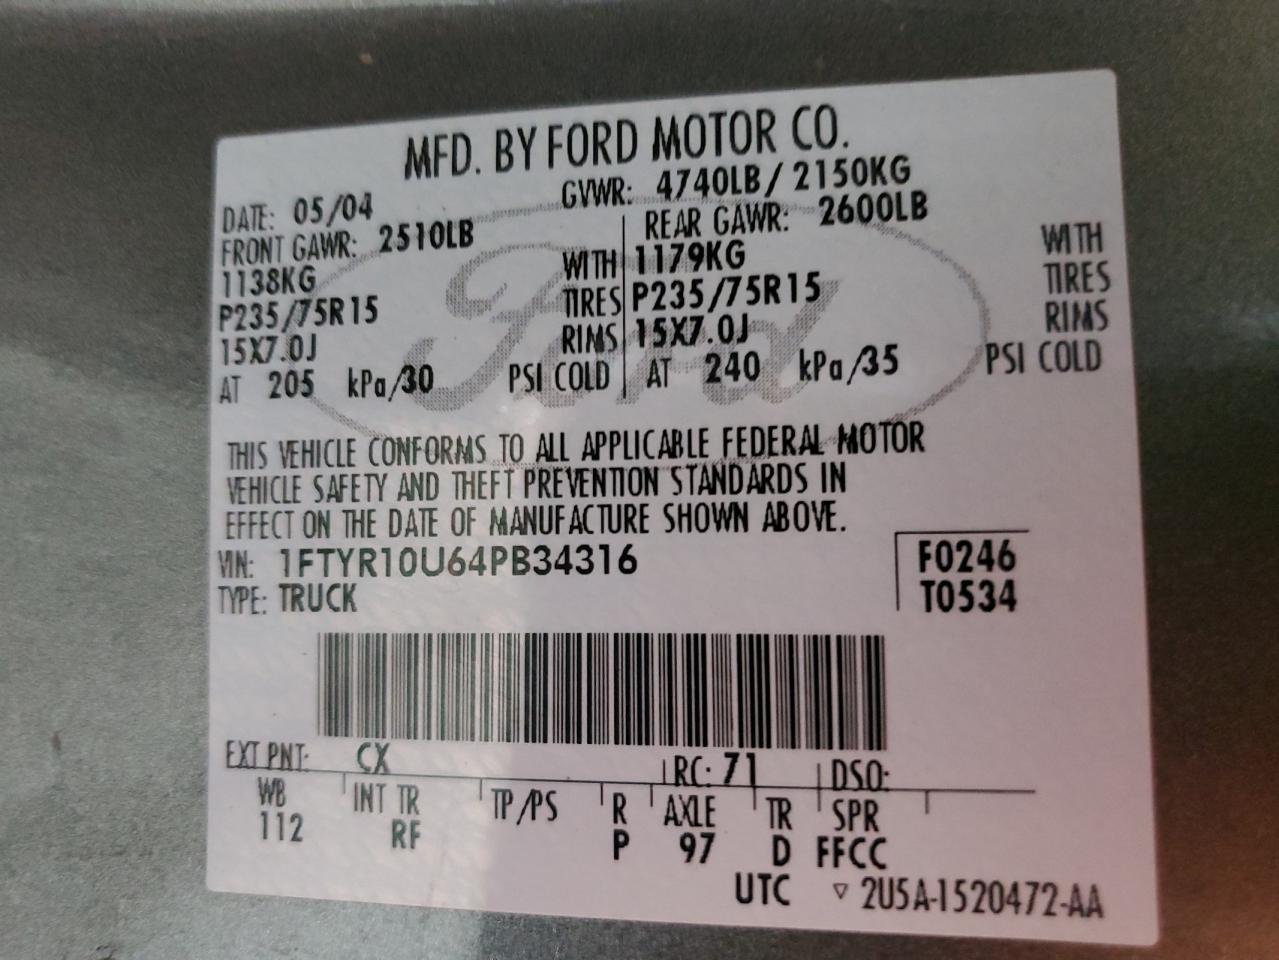 MFD. BY FORD MOTOR CO.
DATE: 05/04 GVWR: 4740LB / 2150KG
FRONT GAWR: 2510LB REAR GAWR: 2600LB
1138KG WITH 1179KG WITH
P235/75R15 TIRES P235/75R15 TIRES
15X7.0J RIMS 15X7.0J RIMS
AT 205 kPa/30 PSI COLD AT 240 kPa/35 PSI COLD
Ford
THIS VEHICLE CONFORMS TO ALL APPLICABLE FEDERAL MOTOR
VEHICLE SAFETY AND THEFT PREVENTION STANDARDS IN
EFFECT ON THE DATE OF MANUFACTURE SHOWN ABOVE.
VIN: 1FTYR10U64PB34316 F0246
TYPE: TRUCK T0534
EXT PNT: CX RC: 71 DSO:
WB INT TR TP/PS R AXLE TR SPR
112 RF P 97 D FFCC
UTC ▽ 2U5A-1520472-AA